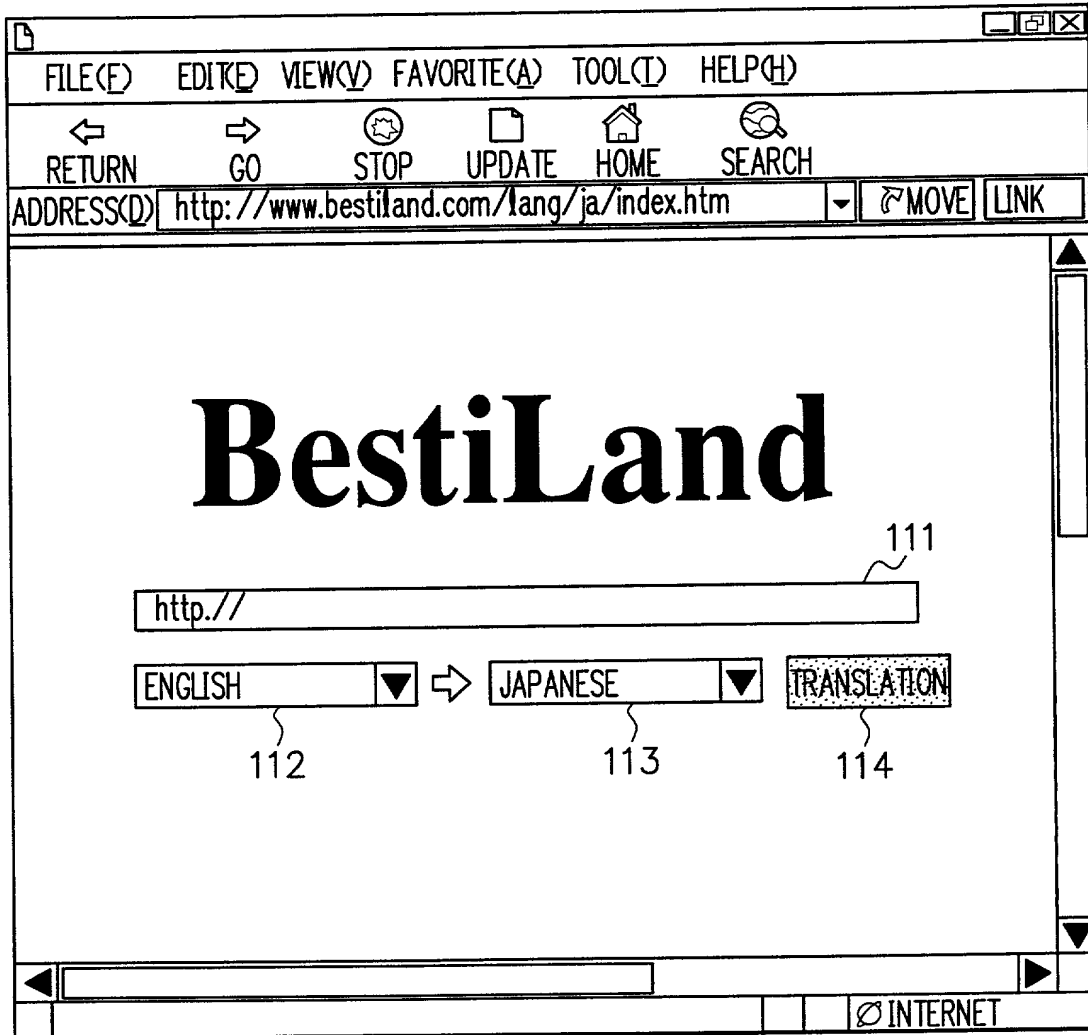 FILE(F) EDIT(E) VIEW(V) FAVORITE(A) TOOL(T) HELP(H)
RETURN GO STOP UPDATE HOME SEARCH
ADDRESS(D) http://www.bestiland.com/lang/ja/index.htm MOVE LINK
BestiLand
111
http.//
ENGLISH JAPANESE TRANSLATION
112 113 114
INTERNET